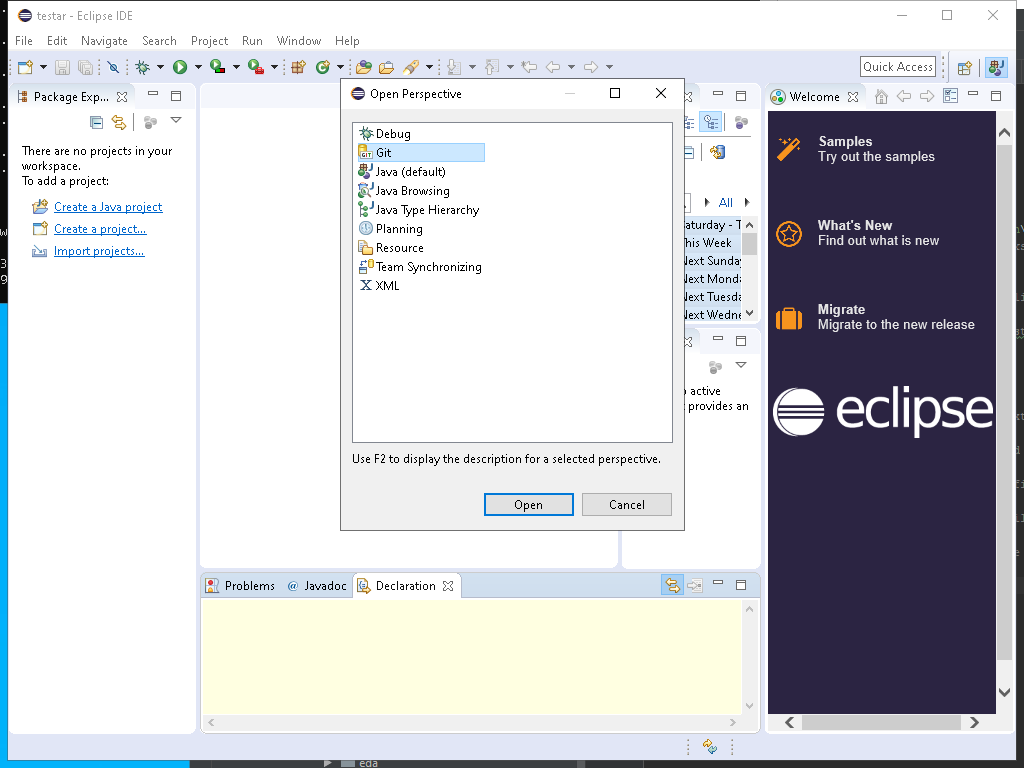 testar - Eclipse IDE
File Edit Navigate Search Project Run Window Help
Quick Access
Package Exp...
There are no projects in your
workspace.
To add a project:
Create a Java project
Create a project...
Import projects...
Open Perspective
Debug
Git
Java (default)
Java Browsing
Java Type Hierarchy
Planning
Resource
Team Synchronizing
XML
Use F2 to display the description for a selected perspective.
Open Cancel
All
Saturday - T
This Week
Next Sunday
Next Monda
Next Tuesda
Next Wedne
active
provides an
Welcome
Samples
Try out the samples
What's New
Find out what is new
Migrate
Migrate to the new release
eclipse
Problems @ Javadoc Declaration
eda